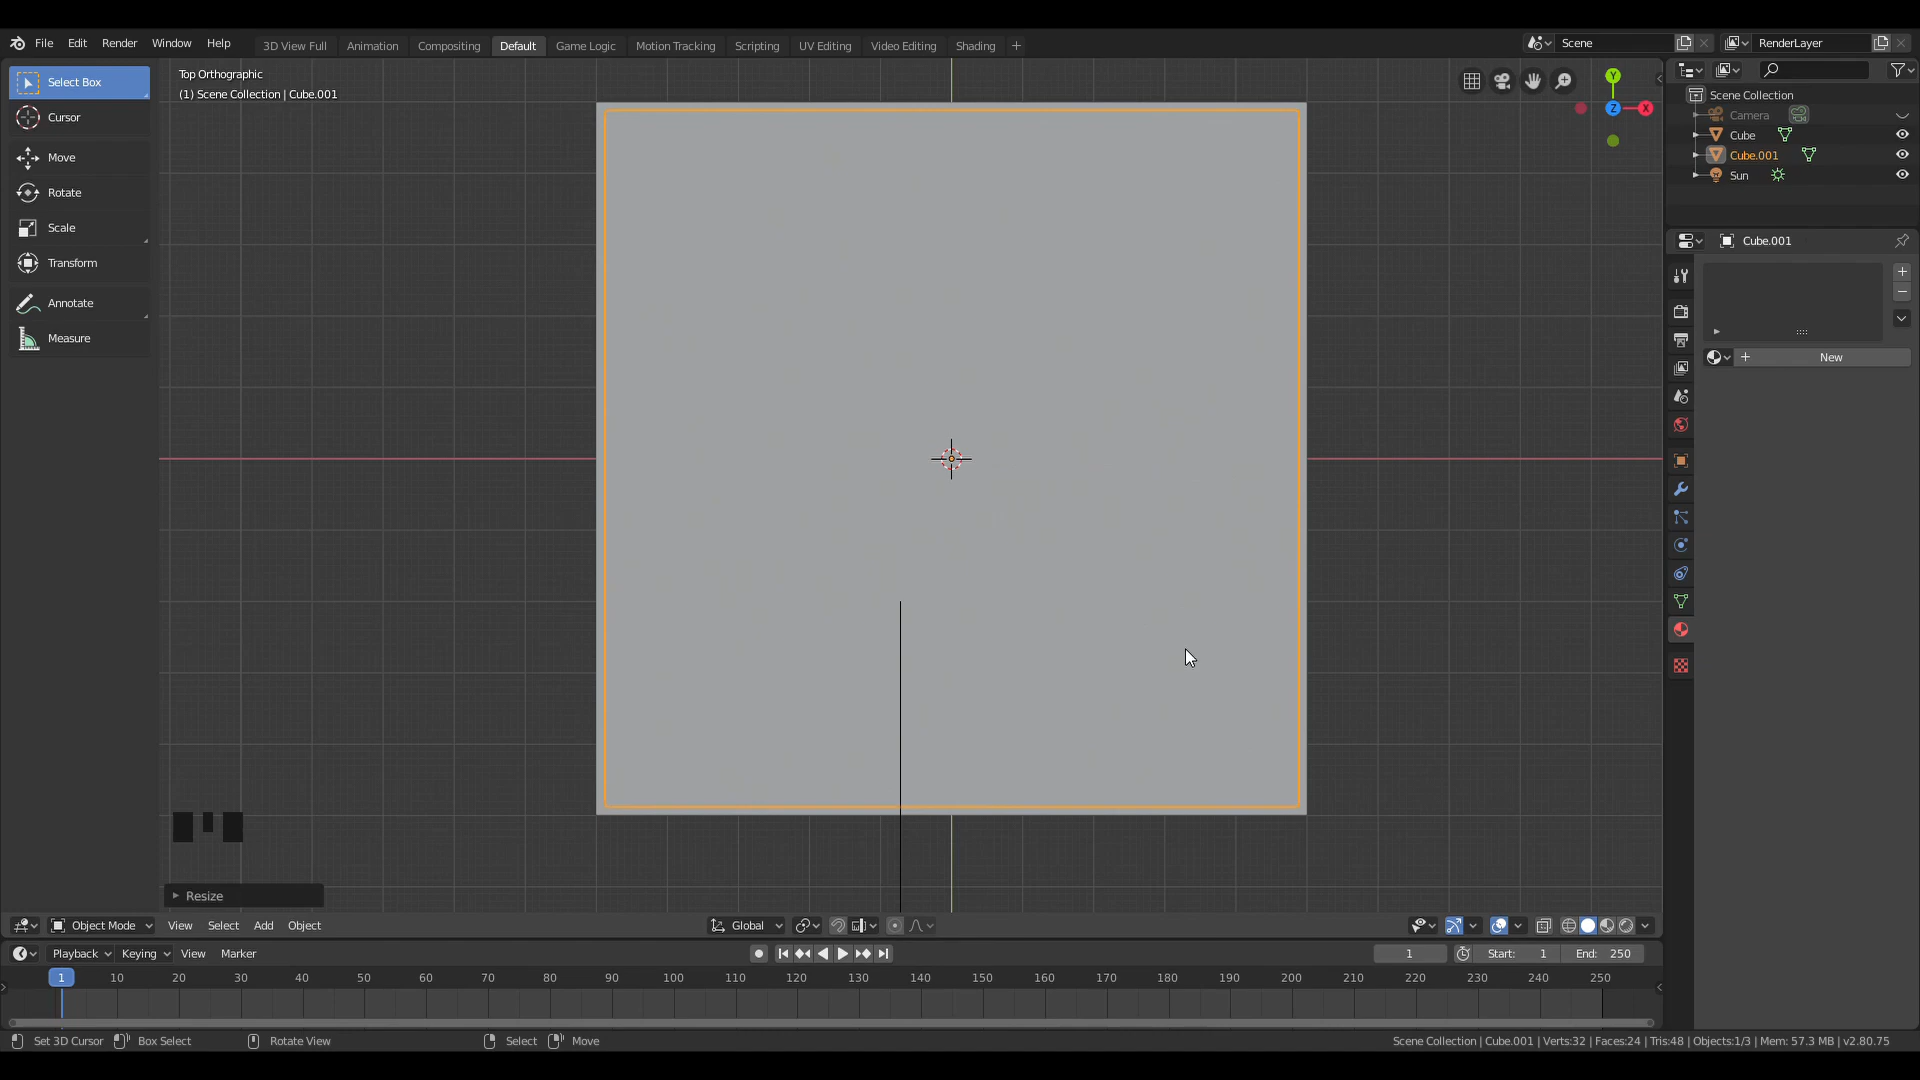 File Edit Render Window Help 3D View Full Animation Compositing Default Game Logic Motion Tracking Scripting UV Editing Video Editing Shading + Scene RenderLayer
Select Box
Cursor
Move
Rotate
Scale
Transform
Annotate
Measure
Top Orthographic
(1) Scene Collection | Cube.001
Y
Z X
Scene Collection
Camera
Cube
Cube.001
Sun
Cube.001
New
Resize
Object Mode View Select Add Object Global
Playback Keying View Marker 1 Start: 1 End: 250
1 10 20 30 40 50 60 70 80 90 100 110 120 130 140 150 160 170 180 190 200 210 220 230 240 250
Set 3D Cursor Box Select Rotate View Select Move Scene Collection | Cube.001 | Verts:32 | Faces:24 | Tris:48 | Objects:1/3 | Mem: 57.3 MB | v2.80.75